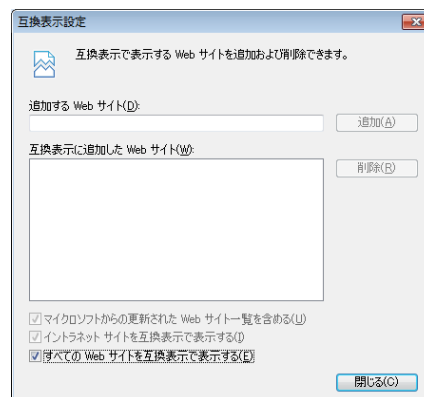 互換表示設定
互換表示で表示する Web サイトを追加および削除できます。
追加する Web サイト(D):
追加(A)
互換表示に追加した Web サイト(W):
削除(R)
マイクロソフトからの更新された Web サイト一覧を含める(U)
イントラネット サイトを互換表示で表示する(I)
すべての Web サイトを互換表示で表示する(E)
閉じる(C)